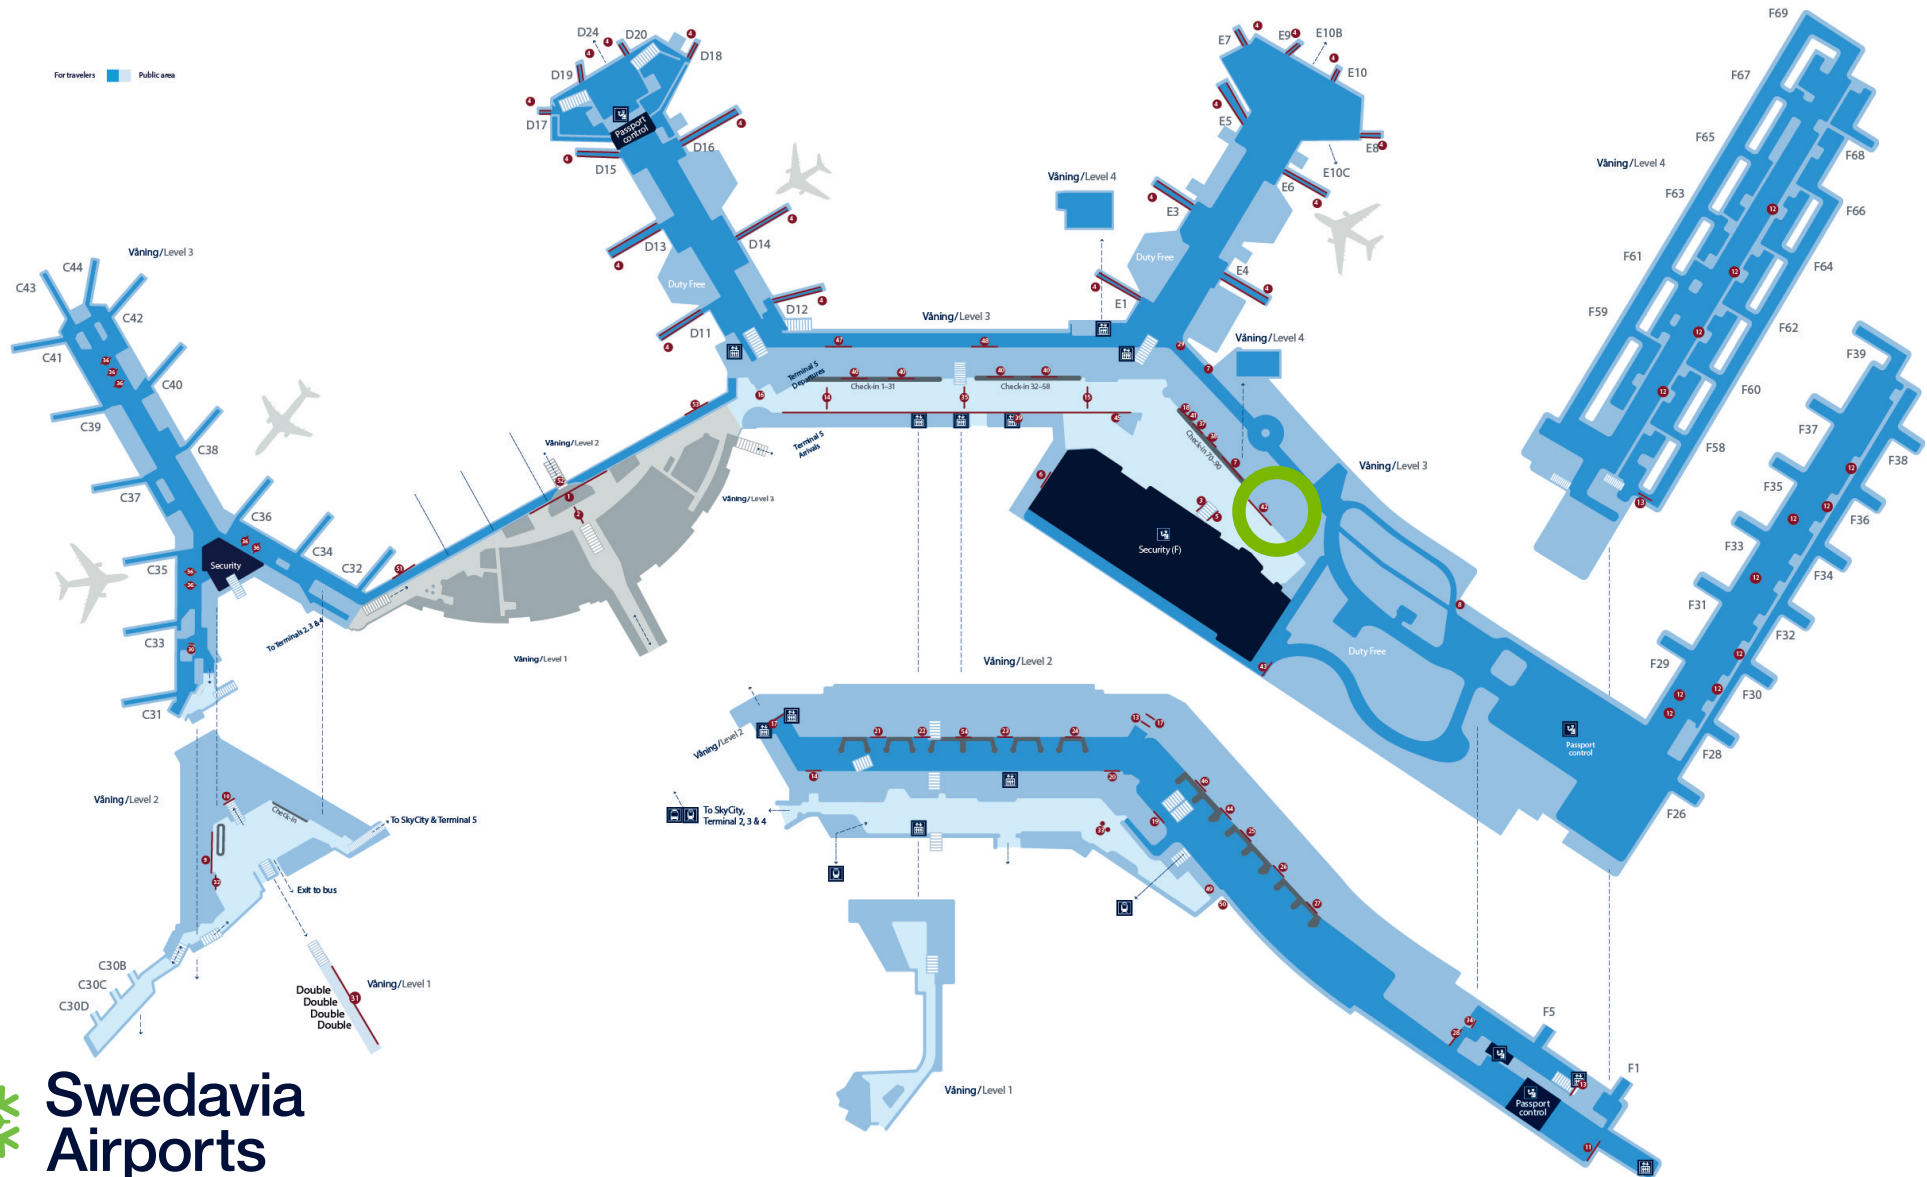 For travelers
Public area
D24
D20
D18
D19
D17
Passport
control
D16
D15
D13
D14
Duty Free
D12
D11
E7
E9
E10B
E10
E5
E8
E10C
E6
E3
Duty Free
E4
E1
Våning/Level 4
Våning/Level 3
Våning/Level 4
Våning/Level 3
F69
F67
F65
F68
Våning/Level 4
F63
F66
F61
F64
F59
F62
F60
F58
F39
F37
F38
F35
F36
F33
F34
F31
F32
F29
F30
F28
F26
Våning/Level 3
C44
C43
C42
C41
C40
C39
C38
C37
C36
C35
C34
C32
C33
C31
Security
To Terminals 2, 3 & 4
Terminal 5
Departures
Check-in 1–31
Check-in 32–58
Check-in 70–90
Terminal 5
Arrivals
Våning/Level 2
Våning/Level 3
Våning/Level 1
Security (F)
Duty Free
Passport
control
Våning/Level 2
Våning/Level 2
To SkyCity,
Terminal 2, 3 & 4
Våning/Level 1
F5
F1
Passport
control
Våning/Level 2
Check-in
To SkyCity & Terminal 5
Exit to bus
C30B
C30C
C30D
Våning/Level 1
Double
Double
Double
Double
31
Swedavia
Airports